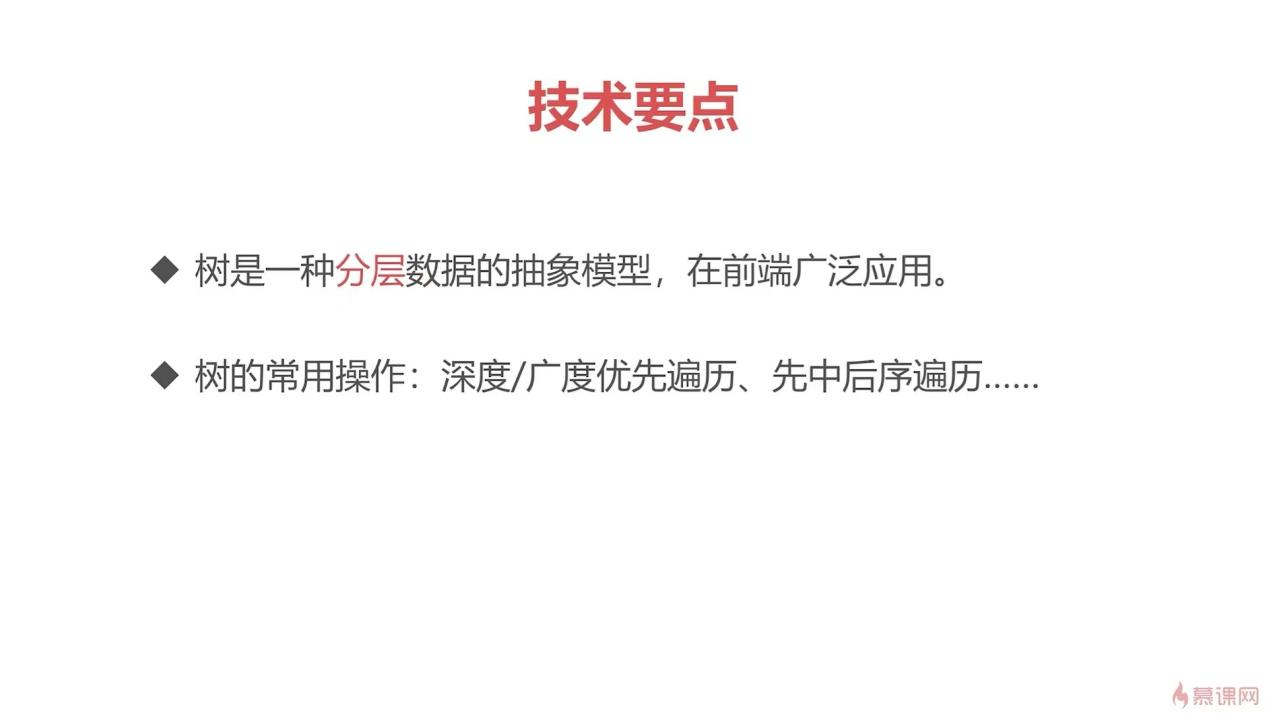 技术要点
◆ 树是一种分层数据的抽象模型，在前端广泛应用。
◆ 树的常用操作：深度/广度优先遍历、先中后序遍历……
慕课网